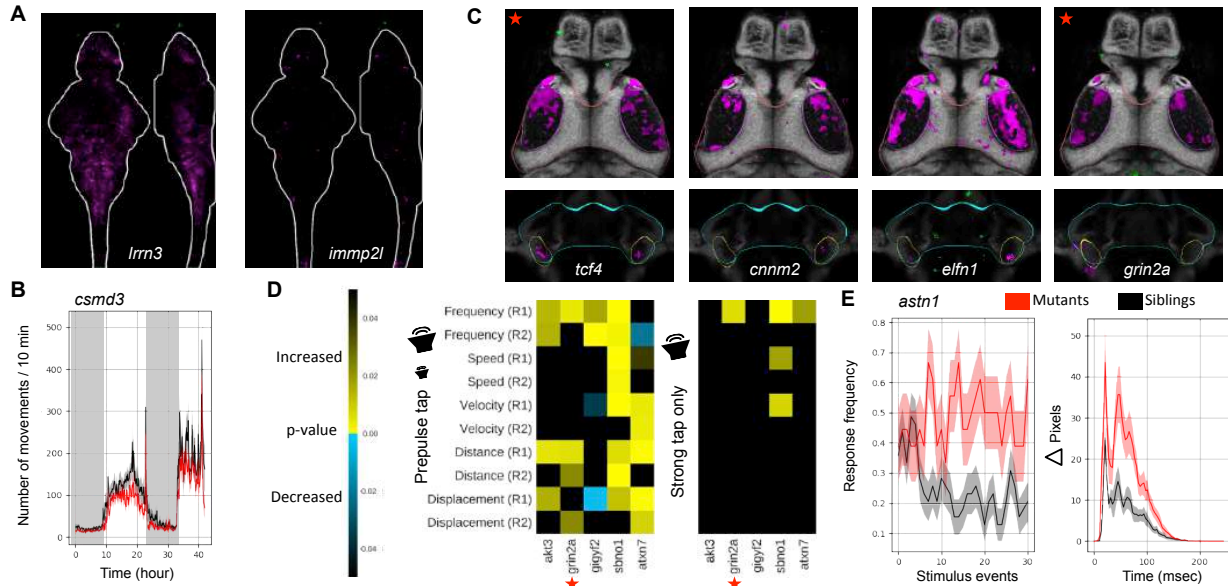 A
lrrn3
immp2l
B
csmd3
Number of movements / 10 min
500
400
300
200
100
0
0
10
20
30
40
Time (hour)
C
tcf4
cnnm2
elfn1
grin2a
D
Increased
p-value
Decreased
0.04
0.02
0.00
0.02
0.04
Prepulse tap
Frequency (R1)
Frequency (R2)
Speed (R1)
Speed (R2)
Velocity (R1)
Velocity (R2)
Distance (R1)
Distance (R2)
Displacement (R1)
Displacement (R2)
akt3
grin2a
gigyf2
sbno1
atxn7
Strong tap only
akt3
grin2a
gigyf2
sbno1
atxn7
E
astn1
Mutants
Siblings
Response frequency
0.8
0.7
0.6
0.5
0.4
0.3
0.2
0.1
0
10
20
30
Stimulus events
△ Pixels
50
40
30
20
10
0
0
100
200
Time (msec)